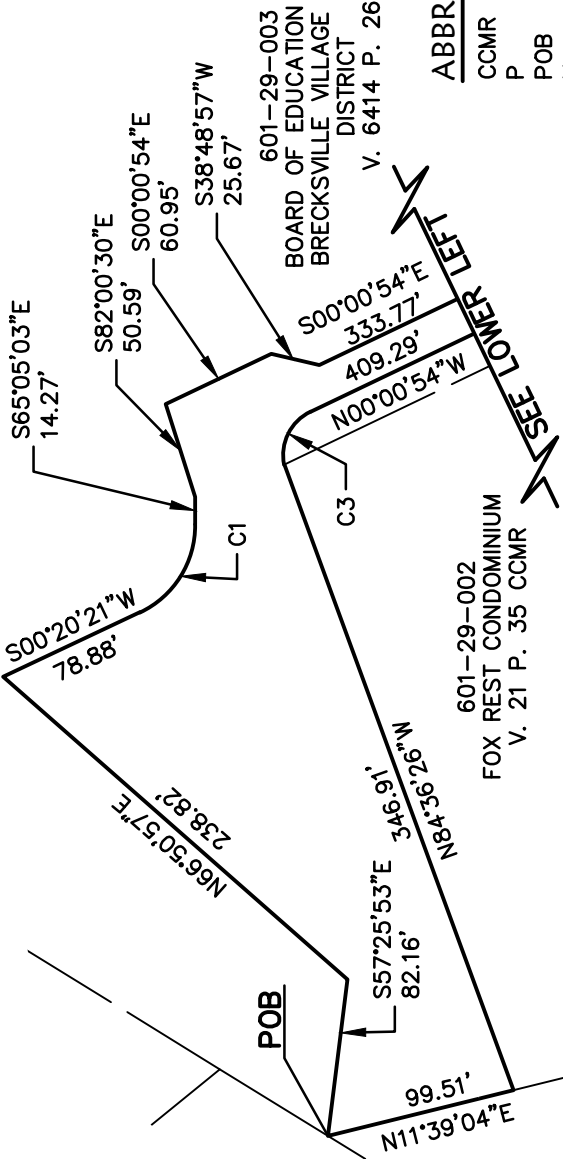 S65°05'03"E
14.27'
S82°00'30"E
50.59'
S00°00'54"E
60.95'
S38°48'57"W
25.67'
601-29-003
BOARD OF EDUCATION
BRECKSVILLE VILLAGE
DISTRICT
V. 6414 P. 26
ABBR
CCMR
P
POB
S00°20'21"W
78.88'
C1
N66°50'57"E
238.82'
S00°00'54"E
333.77'
409.29'
N00°00'54"W
SEE LOWER LEFT
C3
601-29-002
FOX REST CONDOMINIUM
V. 21 P. 35 CCMR
346.91'
N84°36'26"W
POB
S57°25'53"E
82.16'
99.51'
N11°39'04"E